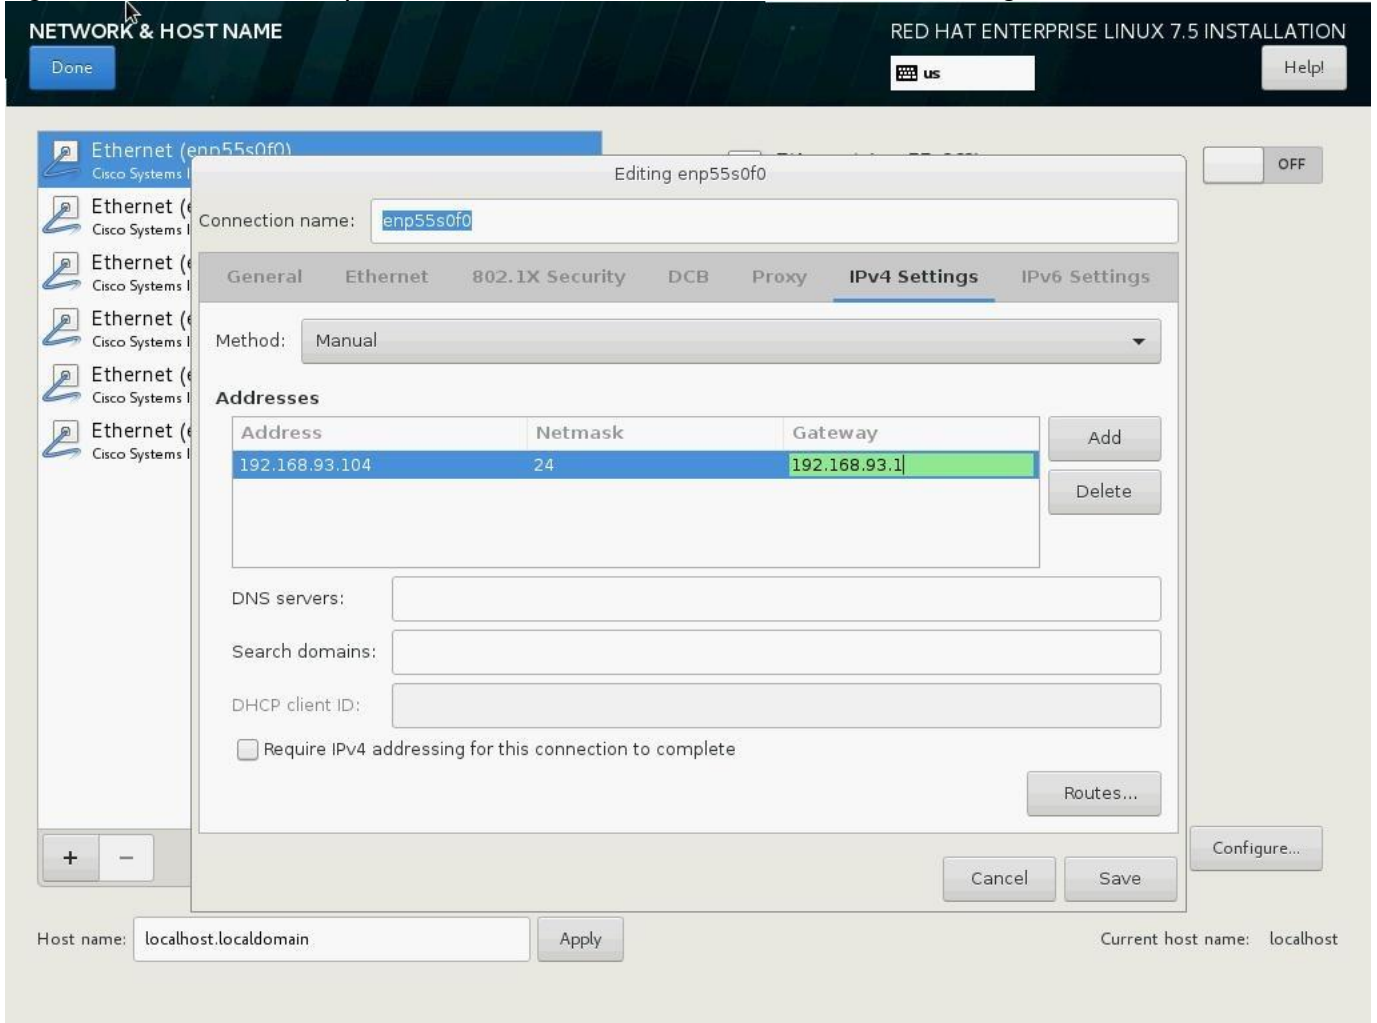 NETWORK & HOST NAME
RED HAT ENTERPRISE LINUX 7.5 INSTALLATION
Done
us
Help!
Ethernet (enp55s0f0)
Cisco Systems I
OFF
Editing enp55s0f0
Ethernet (e
Cisco Systems I
Connection name: enp55s0f0
Ethernet (e
Cisco Systems I
General Ethernet 802.1X Security DCB Proxy IPv4 Settings IPv6 Settings
Ethernet (e
Cisco Systems I
Method: Manual
Ethernet (e
Cisco Systems I
Addresses
Ethernet (e
Cisco Systems I
Address Netmask Gateway
Add
192.168.93.104 24 192.168.93.1
Delete
DNS servers:
Search domains:
DHCP client ID:
Require IPv4 addressing for this connection to complete
Routes...
+ −
Configure...
Cancel Save
Host name: localhost.localdomain Apply
Current host name: localhost